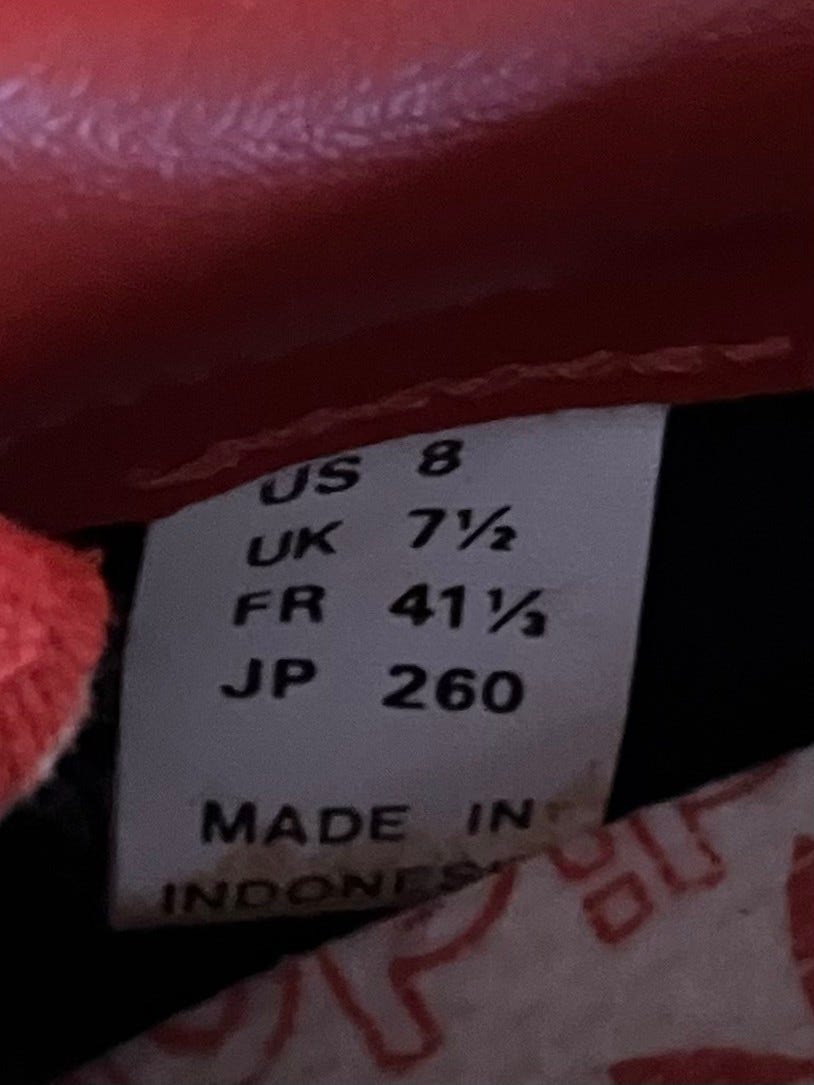 US 8
UK 7½
FR 41⅓
JP 260
MADE IN